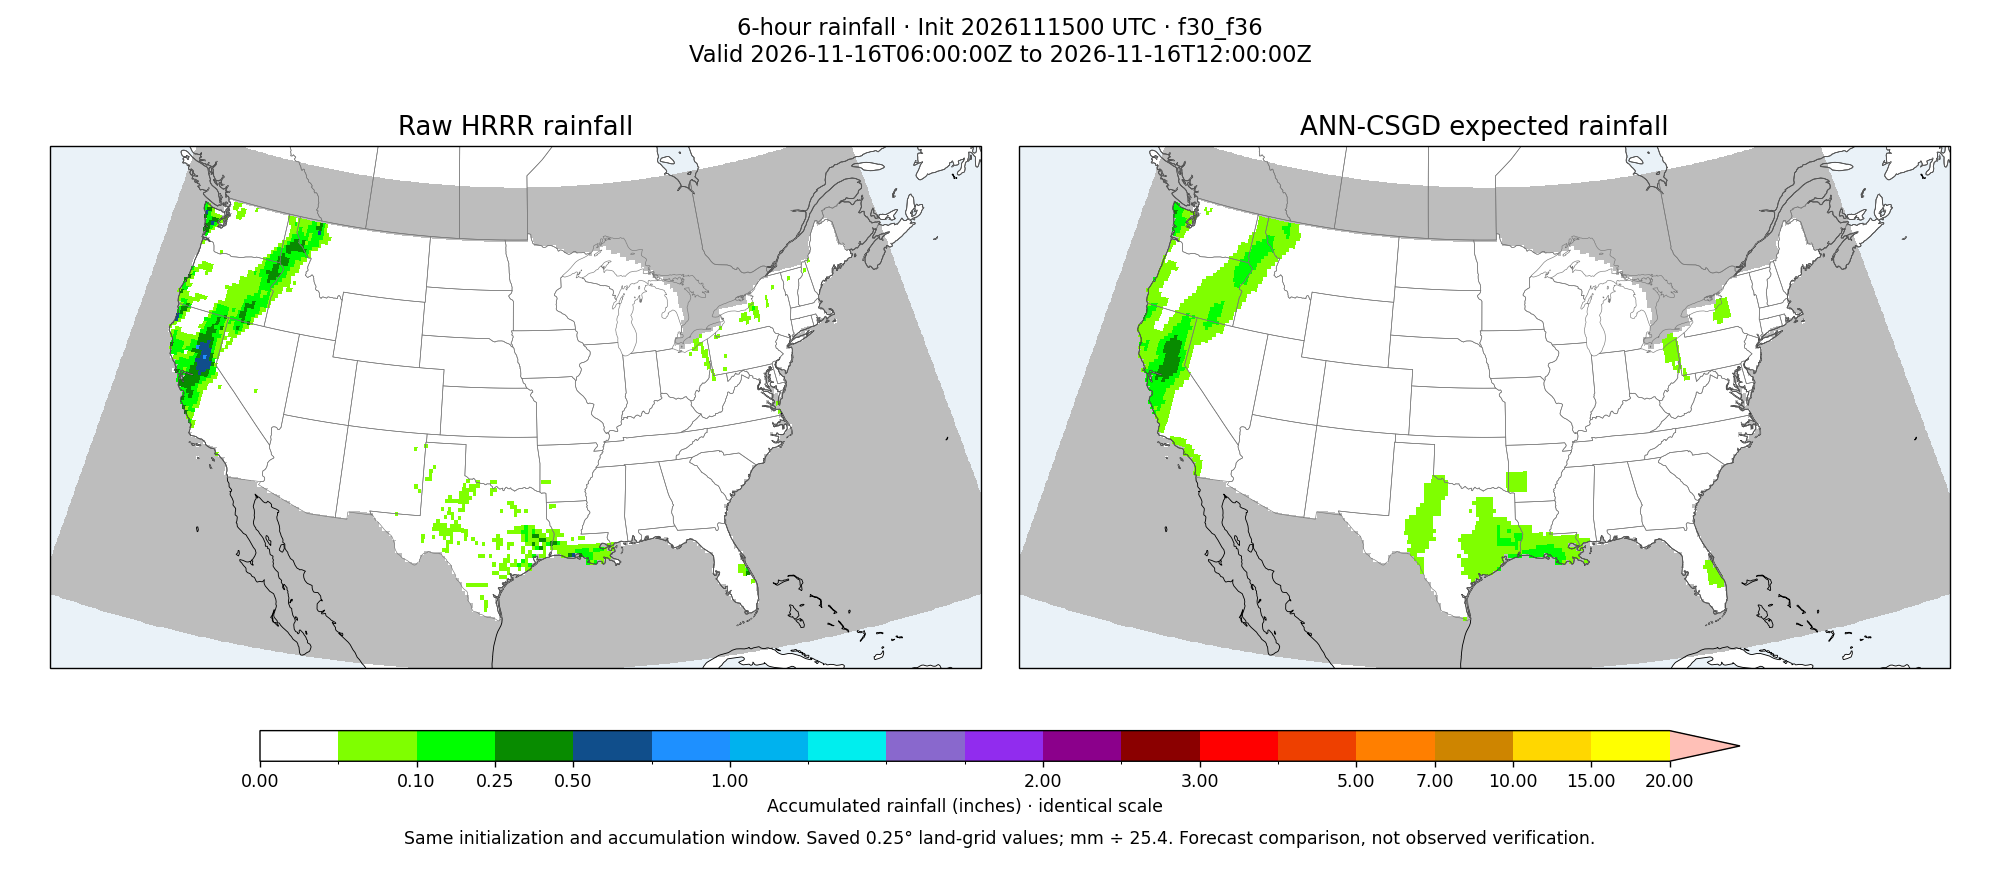 6-hour rainfall · Init 2026111500 UTC · f30_f36
Valid 2026-11-16T06:00:00Z to 2026-11-16T12:00:00Z
Raw HRRR rainfall
ANN-CSGD expected rainfall
0.00 0.10 0.25 0.50 1.00 2.00 3.00 5.00 7.00 10.00 15.00 20.00
Accumulated rainfall (inches) · identical scale
Same initialization and accumulation window. Saved 0.25° land-grid values; mm ÷ 25.4. Forecast comparison, not observed verification.